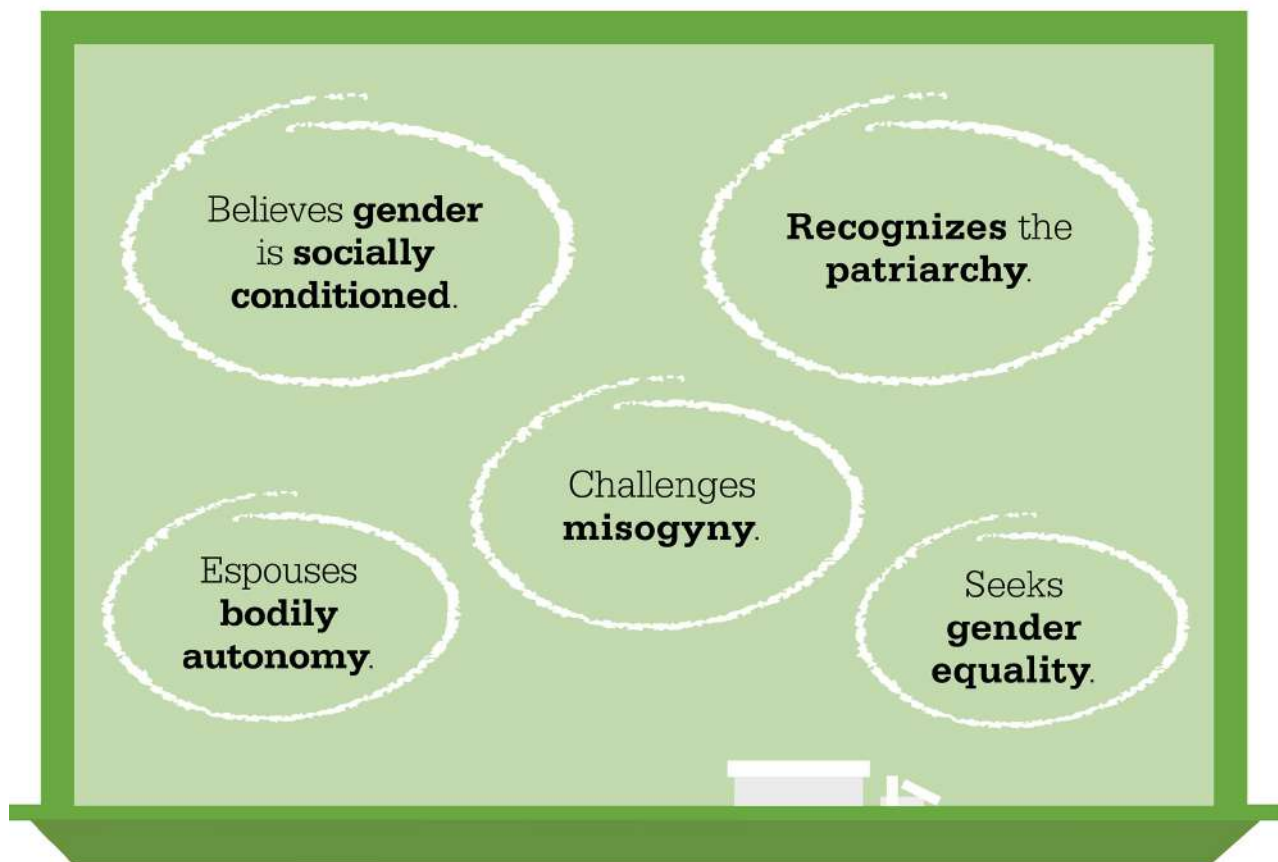 Believes gender
is socially
conditioned.
Recognizes the
patriarchy.
Challenges
misogyny.
Espouses
bodily
autonomy.
Seeks
gender
equality.